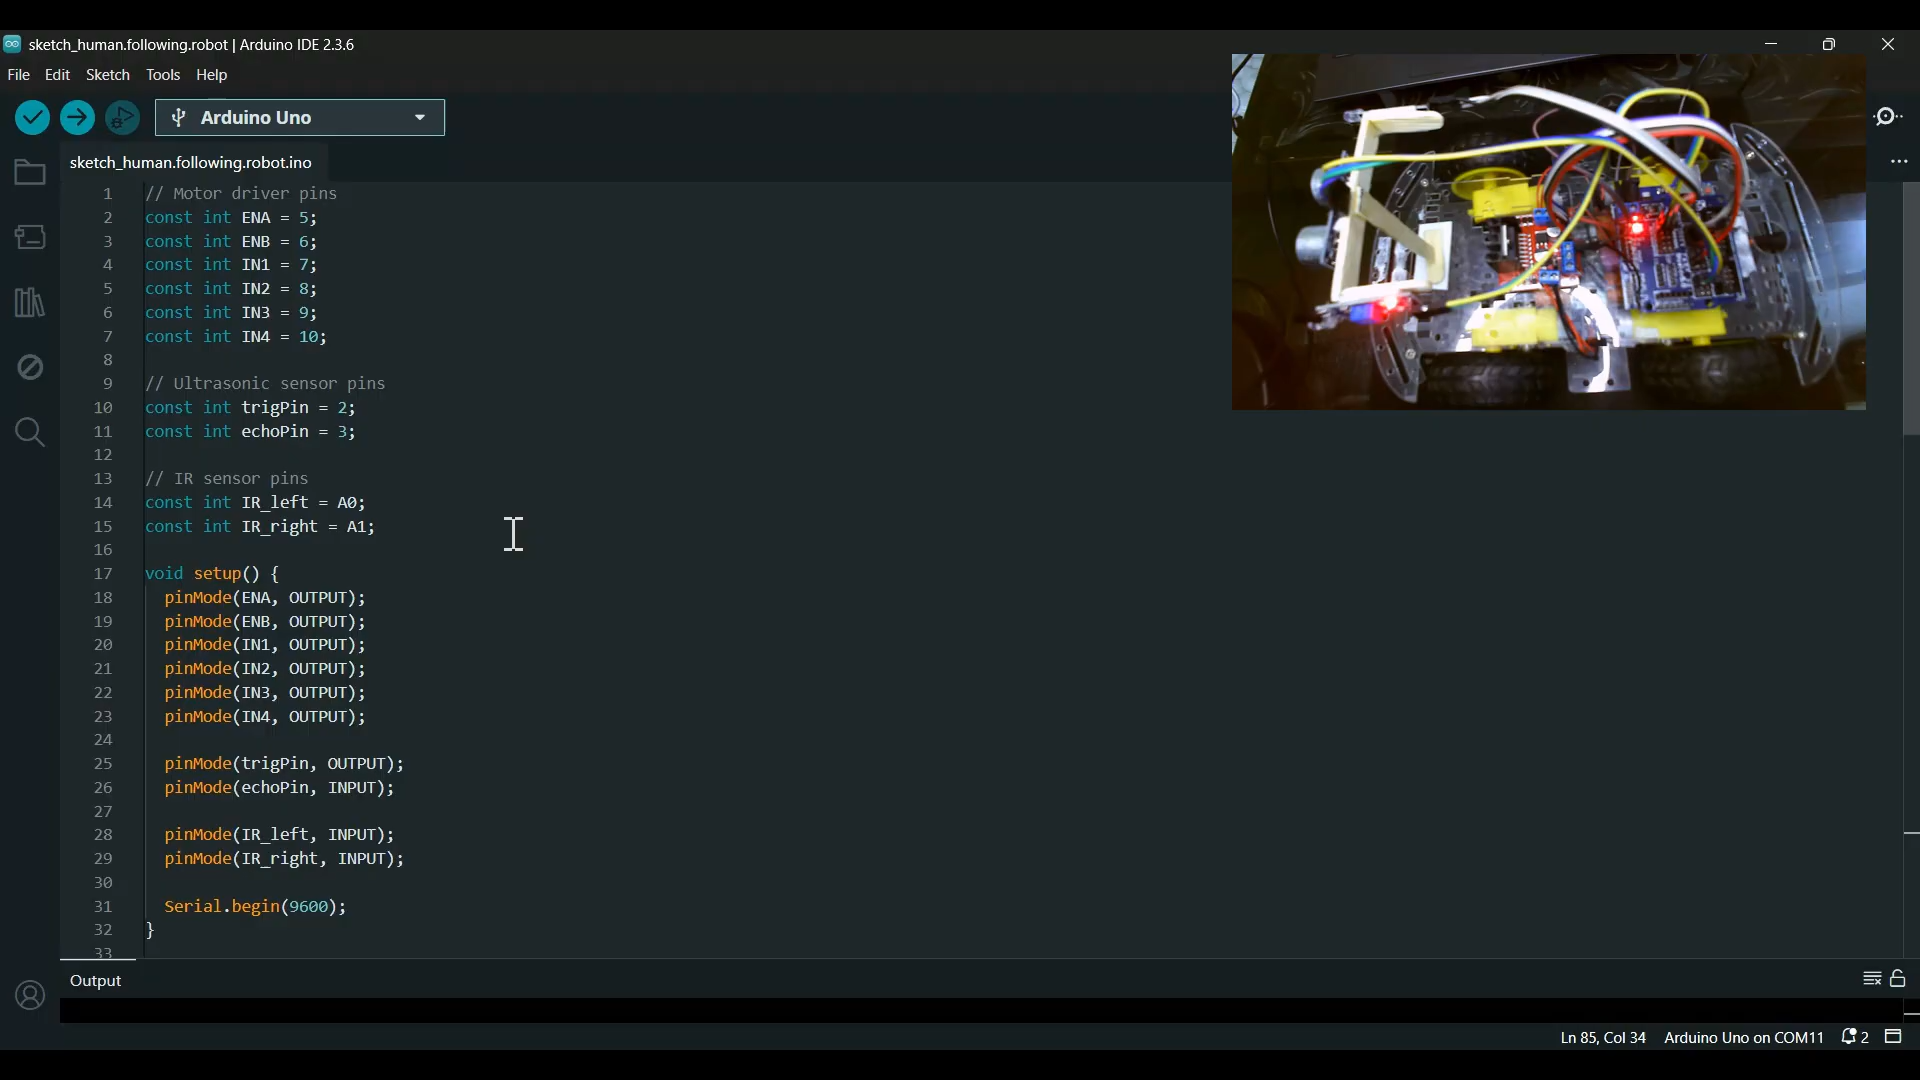 sketch_human.following.robot | Arduino IDE 2.3.6
File Edit Sketch Tools Help
Arduino Uno
sketch_human.following.robot.ino
1 // Motor driver pins
2 const int ENA = 5;
3 const int ENB = 6;
4 const int IN1 = 7;
5 const int IN2 = 8;
6 const int IN3 = 9;
7 const int IN4 = 10;
8
9 // Ultrasonic sensor pins
10 const int trigPin = 2;
11 const int echoPin = 3;
12
13 // IR sensor pins
14 const int IR_left = A0;
15 const int IR_right = A1;
16
17 void setup() {
18 pinMode(ENA, OUTPUT);
19 pinMode(ENB, OUTPUT);
20 pinMode(IN1, OUTPUT);
21 pinMode(IN2, OUTPUT);
22 pinMode(IN3, OUTPUT);
23 pinMode(IN4, OUTPUT);
24
25 pinMode(trigPin, OUTPUT);
26 pinMode(echoPin, INPUT);
27
28 pinMode(IR_left, INPUT);
29 pinMode(IR_right, INPUT);
30
31 Serial.begin(9600);
32 }
33
Output
Ln 85, Col 34 Arduino Uno on COM11 2